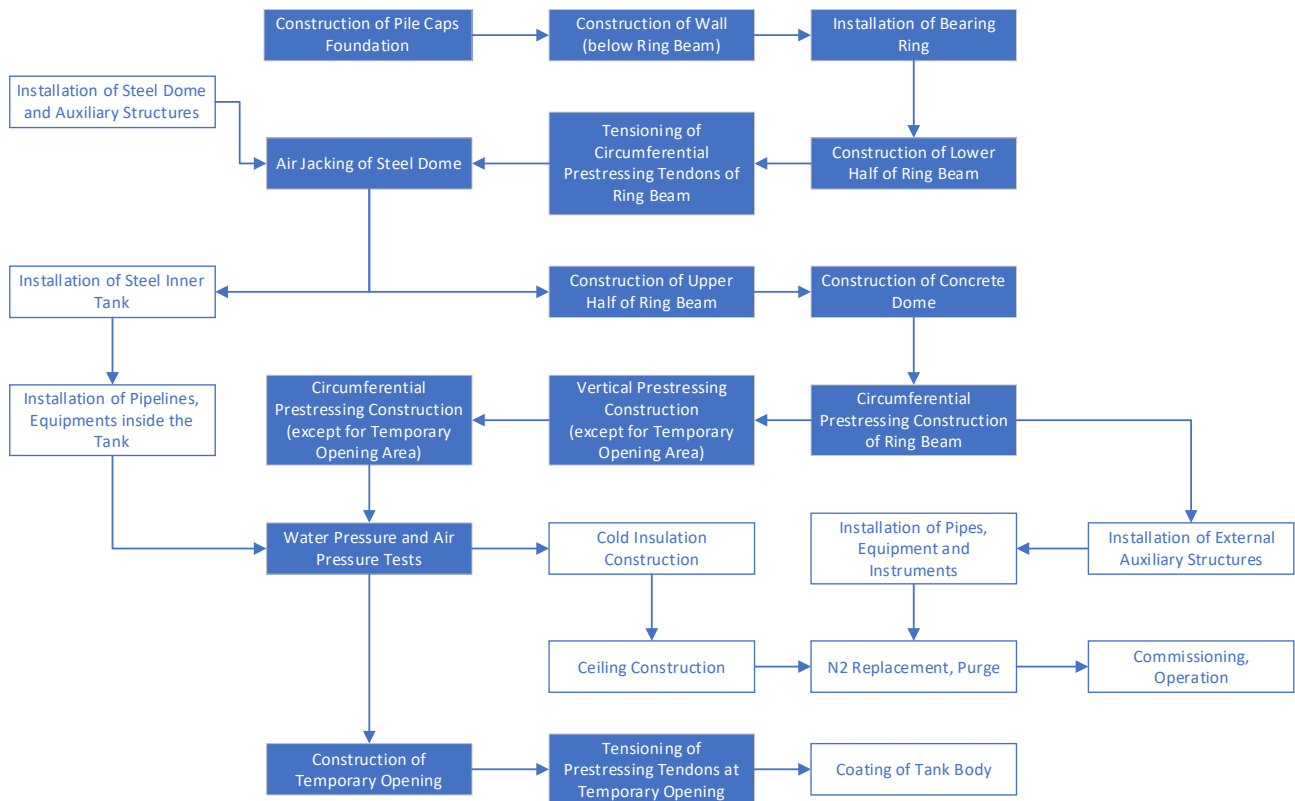 Construction of Pile Caps
Foundation
Construction of Wall
(below Ring Beam)
Installation of Bearing
Ring
Installation of Steel Dome
and Auxiliary Structures
Air Jacking of Steel Dome
Tensioning of
Circumferential
Prestressing Tendons of
Ring Beam
Construction of Lower
Half of Ring Beam
Installation of Steel Inner
Tank
Construction of Upper
Half of Ring Beam
Construction of Concrete
Dome
Installation of Pipelines,
Equipments inside the
Tank
Circumferential
Prestressing Construction
(except for Temporary
Opening Area)
Vertical Prestressing
Construction
(except for Temporary
Opening Area)
Circumferential
Prestressing Construction
of Ring Beam
Water Pressure and Air
Pressure Tests
Cold Insulation
Construction
Installation of Pipes,
Equipment and
Instruments
Installation of External
Auxiliary Structures
Ceiling Construction
N2 Replacement, Purge
Commissioning,
Operation
Construction of
Temporary Opening
Tensioning of
Prestressing Tendons at
Temporary Opening
Coating of Tank Body